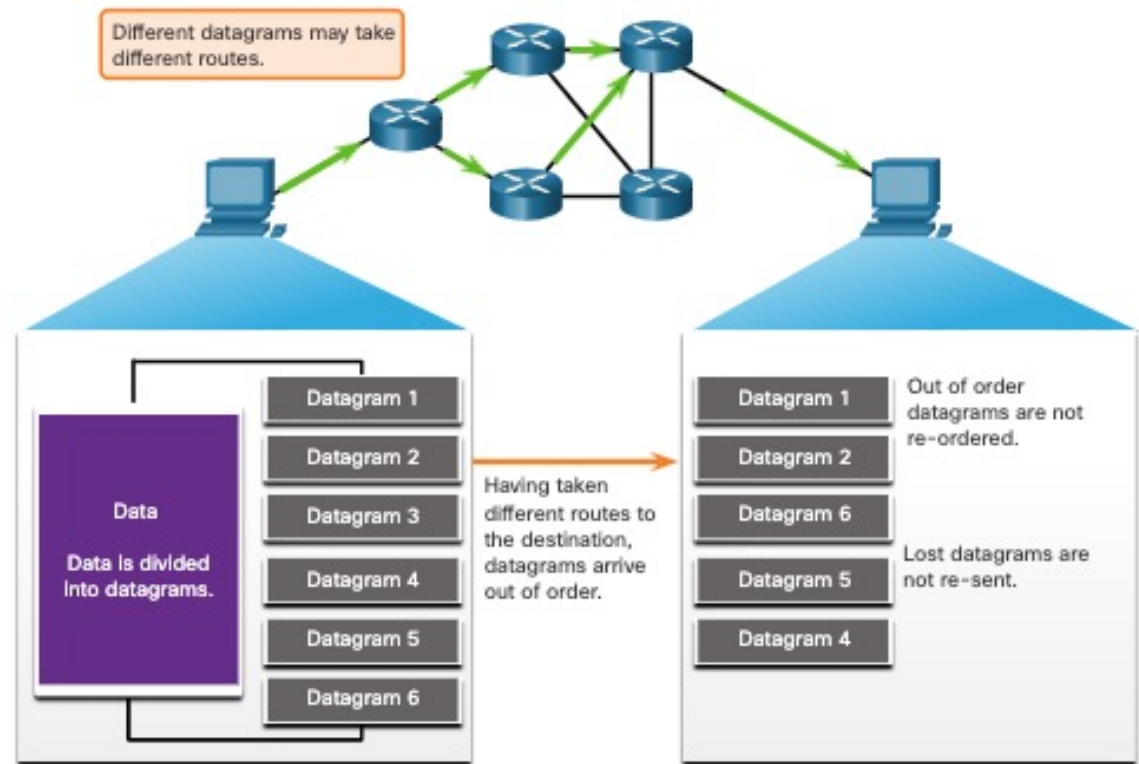 Different datagrams may take
different routes.
Data
Data is divided
into datagrams.
Datagram 1
Datagram 2
Datagram 3
Datagram 4
Datagram 5
Datagram 6
Having taken
different routes to
the destination,
datagrams arrive
out of order.
Datagram 1
Datagram 2
Datagram 6
Datagram 5
Datagram 4
Out of order
datagrams are not
re-ordered.
Lost datagrams are
not re-sent.